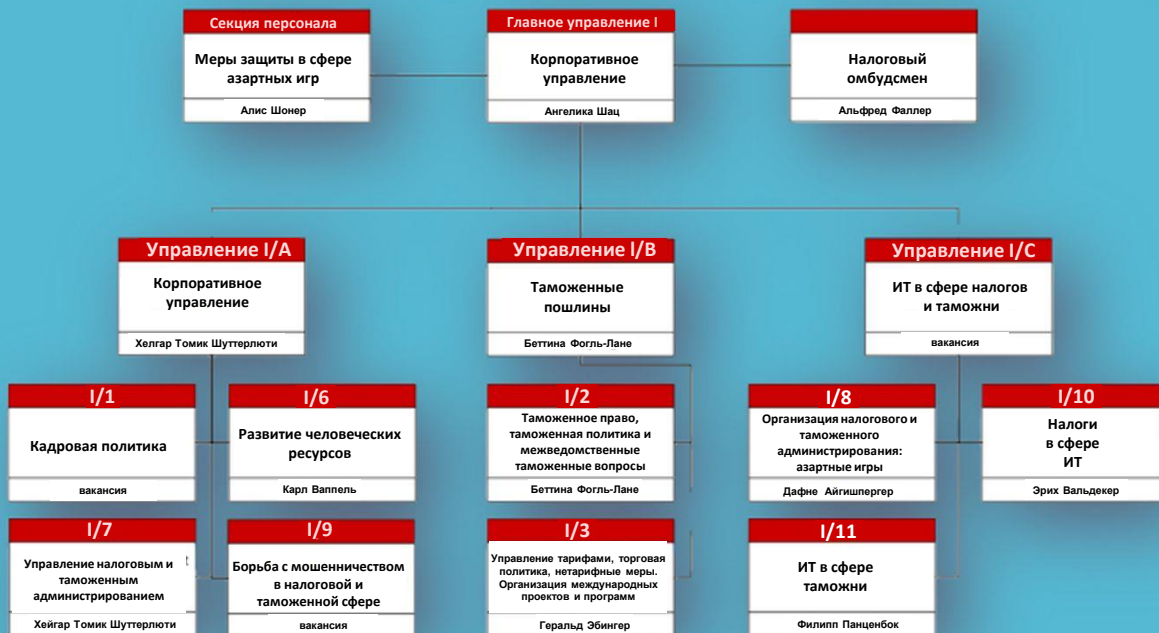 Секция персонала
Меры защиты в сфере
азартных игр
Алис Шонер
Главное управление I
Корпоративное
управление
Ангелика Шац
Налоговый
омбудсмен
Альфред Фаллер
Управление I/A
Корпоративное
управление
Хелгар Томик Шуттерлюти
Управление I/B
Таможенные
пошлины
Беттина Фогль-Лане
Управление I/C
ИТ в сфере налогов
и таможни
вакансия
I/1
Кадровая политика
вакансия
I/6
Развитие человеческих
ресурсов
Карл Ваппель
I/2
Таможенное право,
таможенная политика и
межведомственные
таможенные вопросы
Беттина Фогль-Лане
I/8
Организация налогового и
таможенного
администрирования:
азартные игры
Дафне Айгишпергер
I/10
Налоги
в сфере
ИТ
Эрих Вальдекер
I/7
Управление налоговым и
таможенным
администрированием
Хейгар Томик Шуттерлюти
I/9
Борьба с мошенничеством
в налоговой и
таможенной сфере
вакансия
I/3
Управление тарифами, торговая
политика, нетарифные меры.
Организация международных
проектов и программ
Геральд Эбингер
I/11
ИТ в сфере
таможни
Филипп Панценбок